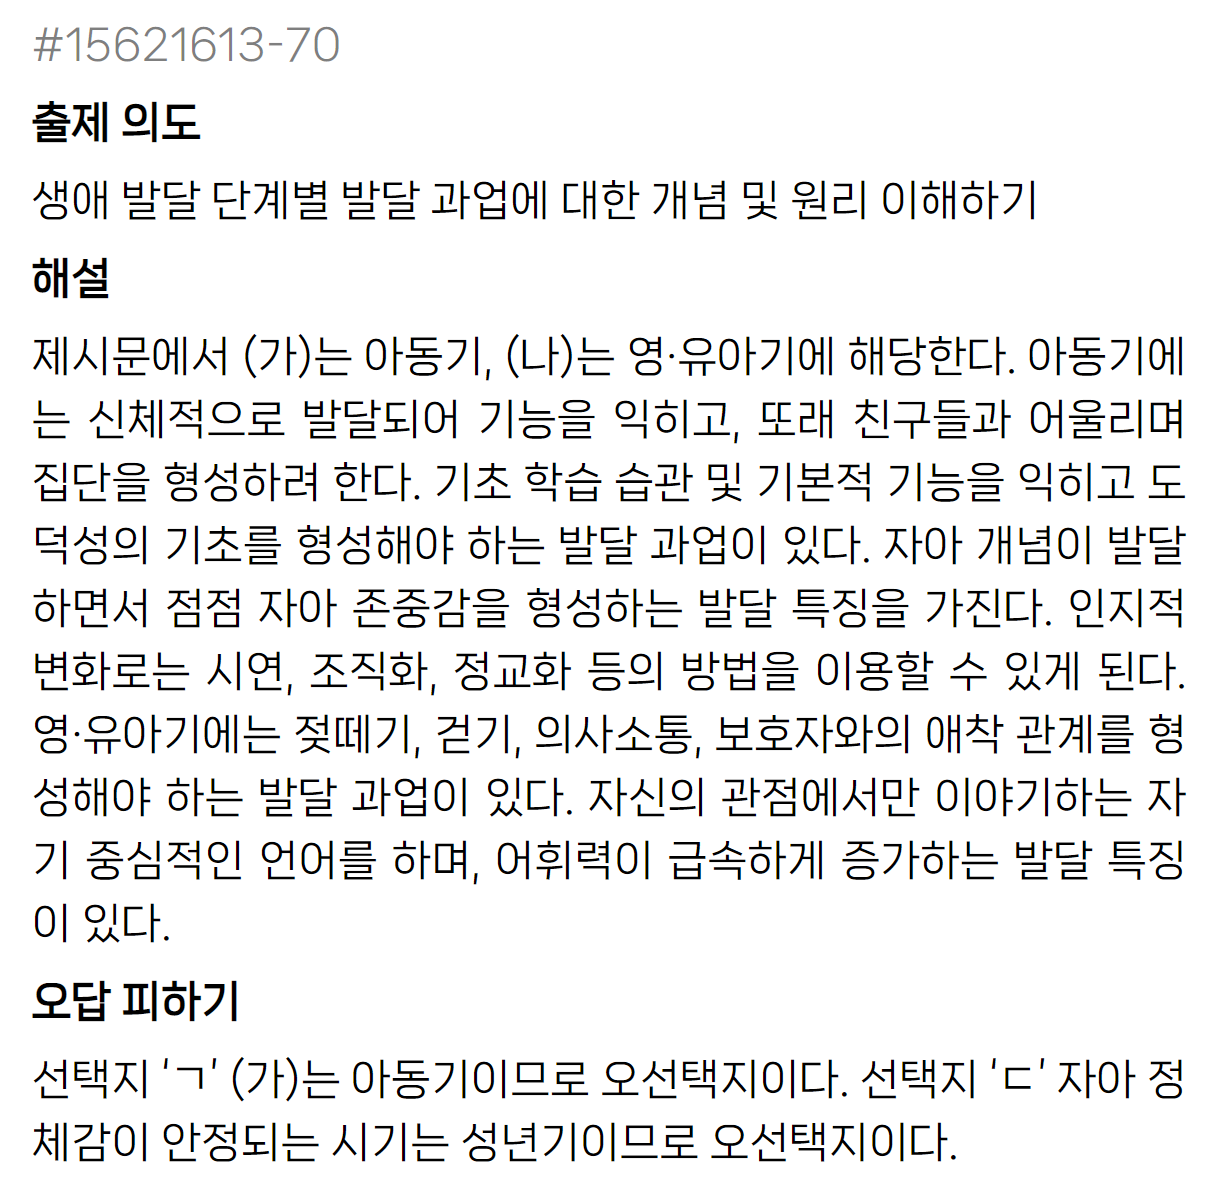 #15621613-70
출제 의도
생애 발달 단계별 발달 과업에 대한 개념 및 원리 이해하기
해설
제시문에서 (가)는 아동기, (나)는 영·유아기에 해당한다. 아동기에
는 신체적으로 발달되어 기능을 익히고, 또래 친구들과 어울리며
집단을 형성하려 한다. 기초 학습 습관 및 기본적 기능을 익히고 도
덕성의 기초를 형성해야 하는 발달 과업이 있다. 자아 개념이 발달
하면서 점점 자아 존중감을 형성하는 발달 특징을 가진다. 인지적
변화로는 시연, 조직화, 정교화 등의 방법을 이용할 수 있게 된다.
영·유아기에는 젖떼기, 걷기, 의사소통, 보호자와의 애착 관계를 형
성해야 하는 발달 과업이 있다. 자신의 관점에서만 이야기하는 자
기 중심적인 언어를 하며, 어휘력이 급속하게 증가하는 발달 특징
이 있다.
오답 피하기
선택지 'ㄱ' (가)는 아동기이므로 오선택지이다. 선택지 'ㄷ' 자아 정
체감이 안정되는 시기는 성년기이므로 오선택지이다.